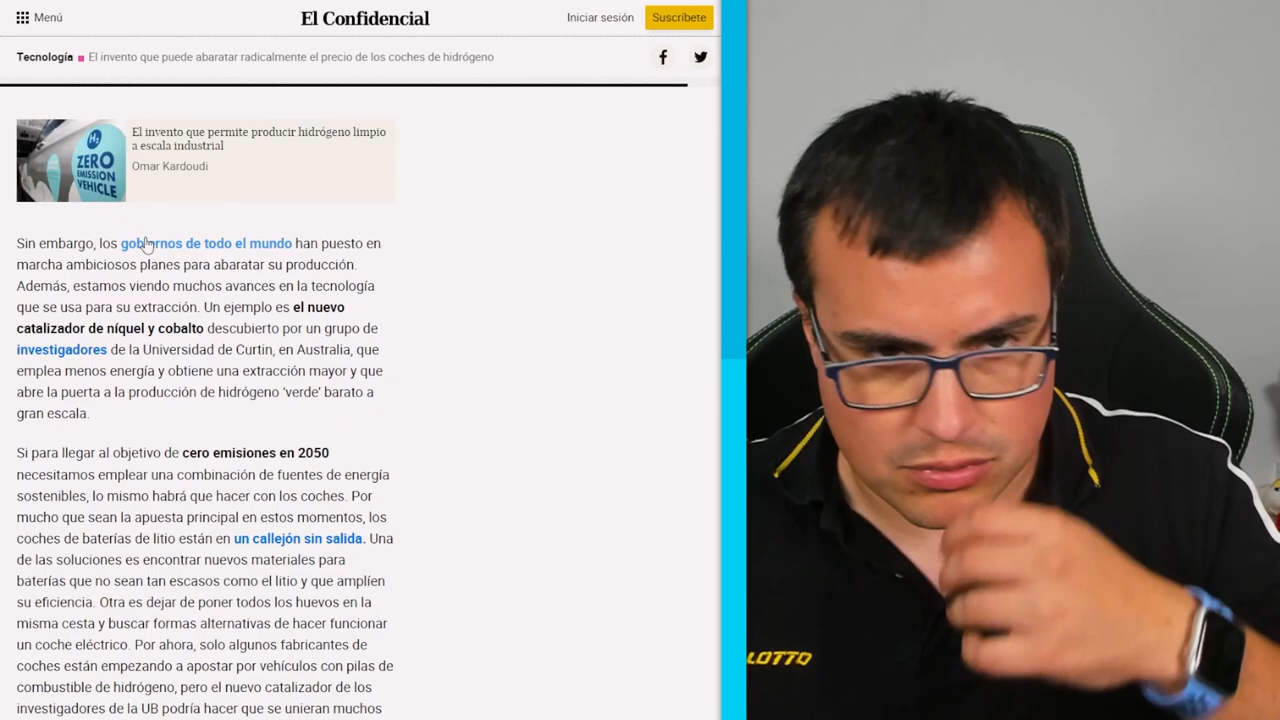 Menú
El Confidencial
Iniciar sesión
Suscríbete
Tecnología
El invento que puede abaratar radicalmente el precio de los coches de hidrógeno
H₂
ZERO
EMISSION
VEHICLE
El invento que permite producir hidrógeno limpio
a escala industrial
Omar Kardoudi
Sin embargo, los gobiernos de todo el mundo han puesto en
marcha ambiciosos planes para abaratar su producción.
Además, estamos viendo muchos avances en la tecnología
que se usa para su extracción. Un ejemplo es el nuevo
catalizador de níquel y cobalto descubierto por un grupo de
investigadores de la Universidad de Curtin, en Australia, que
emplea menos energía y obtiene una extracción mayor y que
abre la puerta a la producción de hidrógeno ‘verde’ barato a
gran escala.
Si para llegar al objetivo de cero emisiones en 2050
necesitamos emplear una combinación de fuentes de energía
sostenibles, lo mismo habrá que hacer con los coches. Por
mucho que sean la apuesta principal en estos momentos, los
coches de baterías de litio están en un callejón sin salida. Una
de las soluciones es encontrar nuevos materiales para
baterías que no sean tan escasos como el litio y que amplíen
su eficiencia. Otra es dejar de poner todos los huevos en la
misma cesta y buscar formas alternativas de hacer funcionar
un coche eléctrico. Por ahora, solo algunos fabricantes de
coches están empezando a apostar por vehículos con pilas de
combustible de hidrógeno, pero el nuevo catalizador de los
investigadores de la UB podría hacer que se unieran muchos
LOTTO